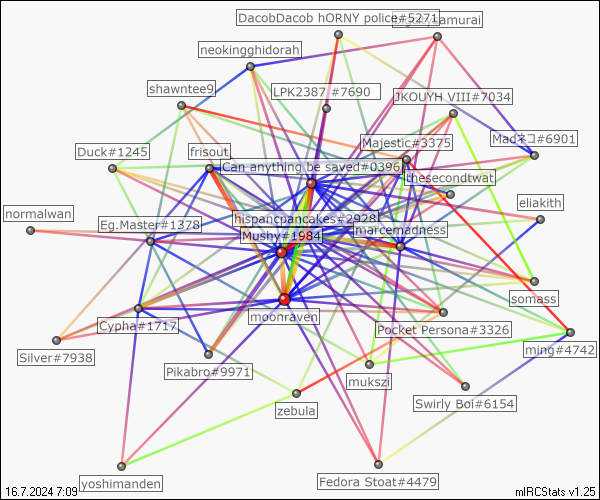 DacobDacob hORNY police#5271
samurai
neokingghidorah
shawntee9
LPK2387 #7690
JKOUYH VIII#7034
Majestic#3375
Madネコ#6901
Duck#1245
frisout
Can anything be saved#0396
thesecondtwat
eliakith
normalwan
Eg.Master#1378
hispanicpancakes#2928
Mushy#1984
marcemadness
somass
moonraven
Cypha#1717
Pocket Persona#3326
ming#4742
Silver#7938
Pikabro#9971
mukszi
zebula
Swirly Boi#6154
yoshimanden
Fedora Stoat#4479
16.7.2024 7:09
mIRCStats v1.25